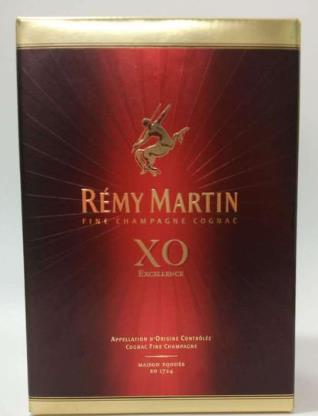 RÉMY MARTIN
FINE CHAMPAGNE COGNAC
XO
EXCELLENCE
APPELLATION D'ORIGINE CONTRÔLÉE
COGNAC FINE CHAMPAGNE
MAISON FONDÉE
EN 1724